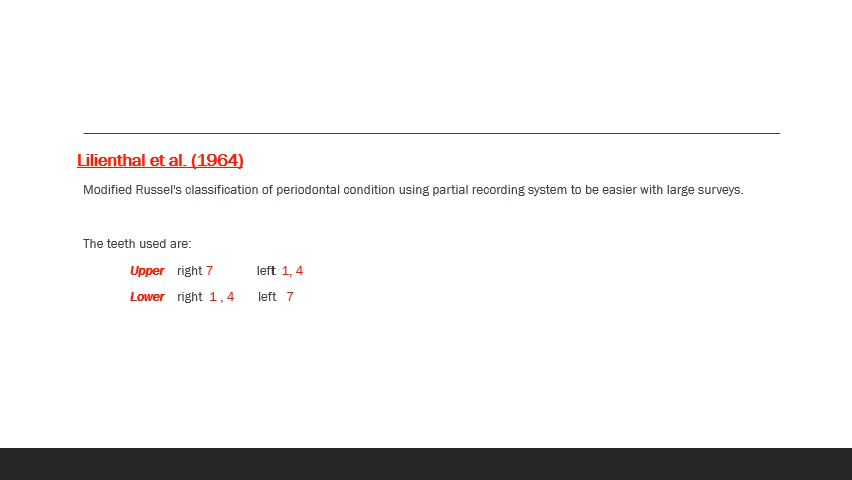 Lilienthal et al. (1964)
Modified Russel's classification of periodontal condition using partial recording system to be easier with large surveys.
The teeth used are:
Upper right 7 left 1, 4
Lower right 1 , 4 left 7